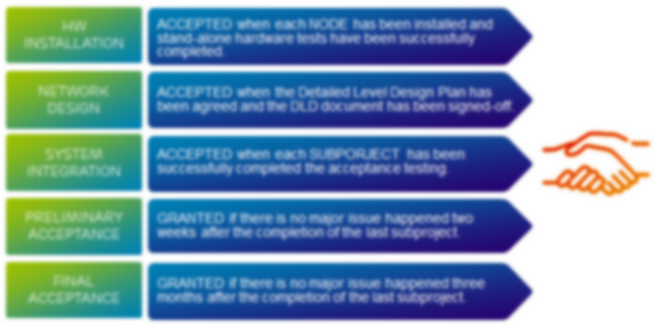 HW
INSTALLATION
ACCEPTED when each NODE has been installed and
stand-alone hardware tests have been successfully
completed.
NETWORK
DESIGN
ACCEPTED when the Detailed Level Design Plan has
been agreed and the DLD document has been signed-off.
SYSTEM
INTEGRATION
ACCEPTED when each SUBPORJECT has been
successfully completed the acceptance testing.
PRELIMINARY
ACCEPTANCE
GRANTED if there is no major issue happened two
weeks after the completion of the last subproject.
FINAL
ACCEPTANCE
GRANTED if there is no major issue happened three
months after the completion of the last subproject.